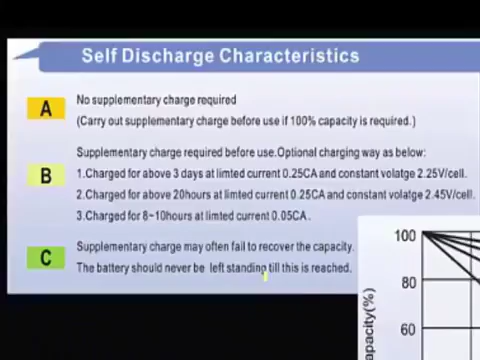 Self Discharge Characteristics
A
No supplementary charge required
(Carry out supplementary charge before use if 100% capacity is required.)
B
Supplementary charge required before use.Optional charging way as below:
1.Charged for above 3 days at limted current 0.25CA and constant volatge 2.25V/cell.
2.Charged for above 20hours at limted current 0.25CA and constant volatge 2.45V/cell.
3.Charged for 8~10hours at limted current 0.05CA.
C
Supplementary charge may often fail to recover the capacity.
The battery should never be left standing till this is reached.
100
80
60
apacity(%)